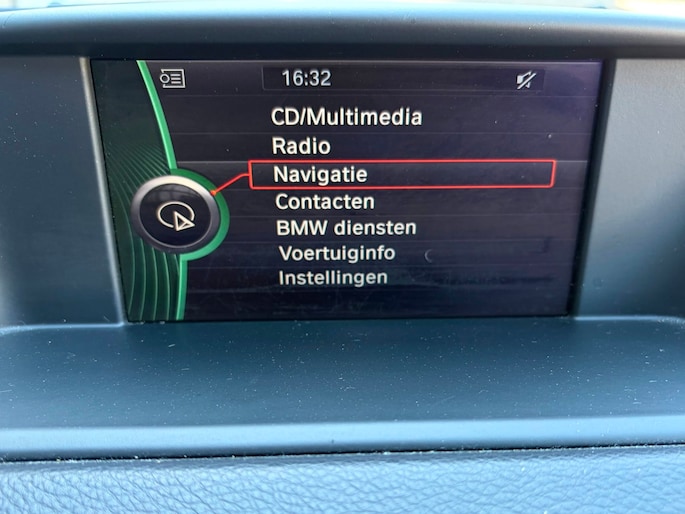 16:32
CD/Multimedia
Radio
Navigatie
Contacten
BMW diensten
Voertuiginfo
Instellingen